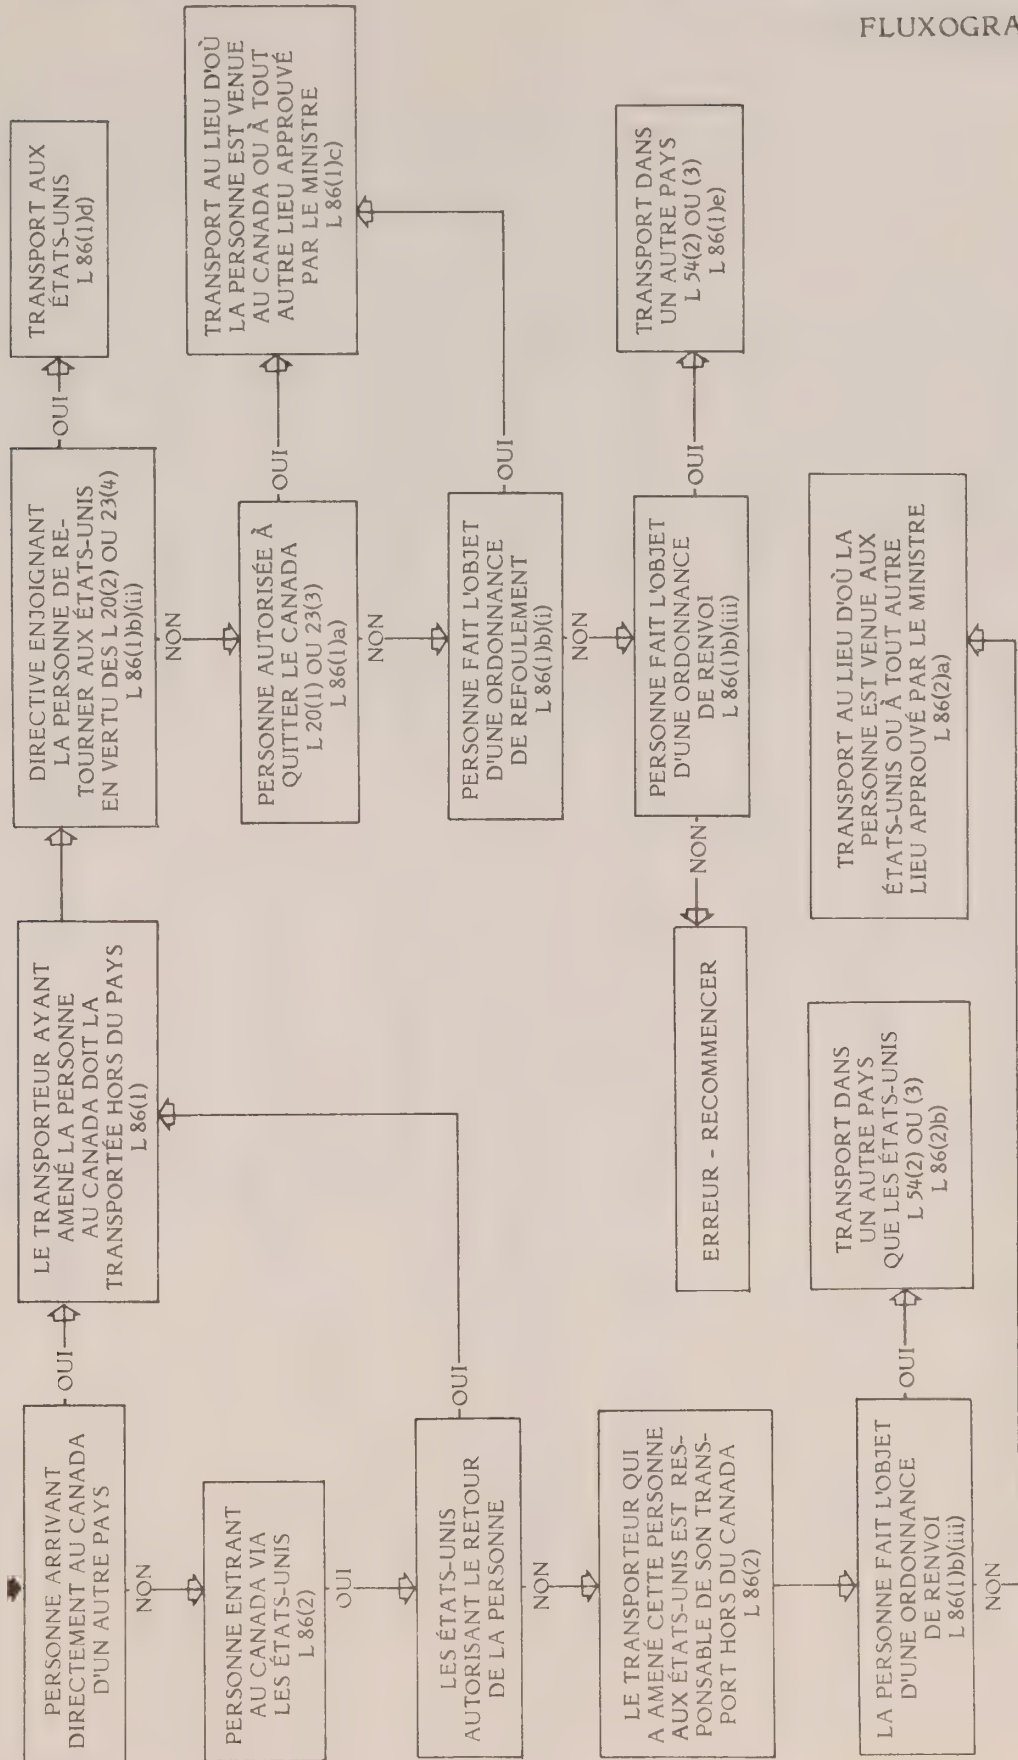 FLUXOGRA
PERSONNE ARRIVANT
DIRECTEMENT AU CANADA
D'UN AUTRE PAYS
OUI
NON
PERSONNE ENTRANT
AU CANADA VIA
LES ÉTATS-UNIS
L 86(2)
OUI
LES ÉTATS-UNIS
AUTORISANT LE RETOUR
DE LA PERSONNE
OUI
NON
LE TRANSPORTEUR QUI
A AMENÉ CETTE PERSONNE
AUX ÉTATS-UNIS EST RES-
PONSABLE DE SON TRANS-
PORT HORS DU CANADA
L 86(2)
LA PERSONNE FAIT L'OBJET
D'UNE ORDONNANCE
DE RENVOI
L 86(1)b)(iii)
OUI
NON
LE TRANSPORTEUR AYANT
AMENÉ LA PERSONNE
AU CANADA DOIT LA
TRANSPORTÉE HORS DU PAYS
L 86(1)
ERREUR - RECOMMENCER
TRANSPORT DANS
UN AUTRE PAYS
QUE LES ÉTATS-UNIS
L 54(2) OU (3)
L 86(2)b)
DIRECTIVE ENJOIGNANT
LA PERSONNE DE RE-
TOURNER AUX ÉTATS-UNIS
EN VERTU DES L 20(2) OU 23(4)
L 86(1)b)(ii)
OUI
NON
PERSONNE AUTORISÉE À
QUITTER LE CANADA
L 20(1) OU 23(3)
L 86(1)a)
OUI
NON
PERSONNE FAIT L'OBJET
D'UNE ORDONNANCE
DE REFOULEMENT
L 86(1)b)(i)
OUI
NON
PERSONNE FAIT L'OBJET
D'UNE ORDONNANCE
DE RENVOI
L 86(1)b)(iii)
OUI
NON
TRANSPORT AU LIEU D'OÙ LA
PERSONNE EST VENUE AUX
ÉTATS-UNIS OU À TOUT AUTRE
LIEU APPROUVÉ PAR LE MINISTRE
L 86(2)a)
TRANSPORT AUX
ÉTATS-UNIS
L 86(1)d)
TRANSPORT AU LIEU D'OÙ
LA PERSONNE EST VENUE
AU CANADA OU À TOUT
AUTRE LIEU APPROUVÉ
PAR LE MINISTRE
L 86(1)c)
TRANSPORT DANS
UN AUTRE PAYS
L 54(2) OU (3)
L 86(1)e)